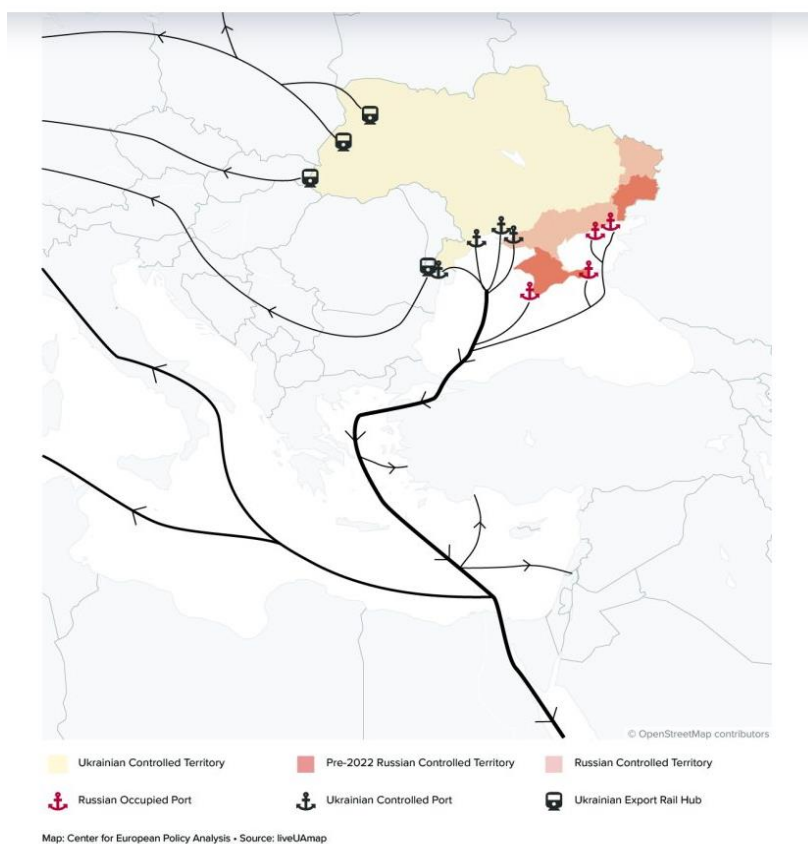 © OpenStreetMap contributors
Ukrainian Controlled Territory
Pre-2022 Russian Controlled Territory
Russian Controlled Territory
Russian Occupied Port
Ukrainian Controlled Port
Ukrainian Export Rail Hub
Map: Center for European Policy Analysis • Source: liveUAmap